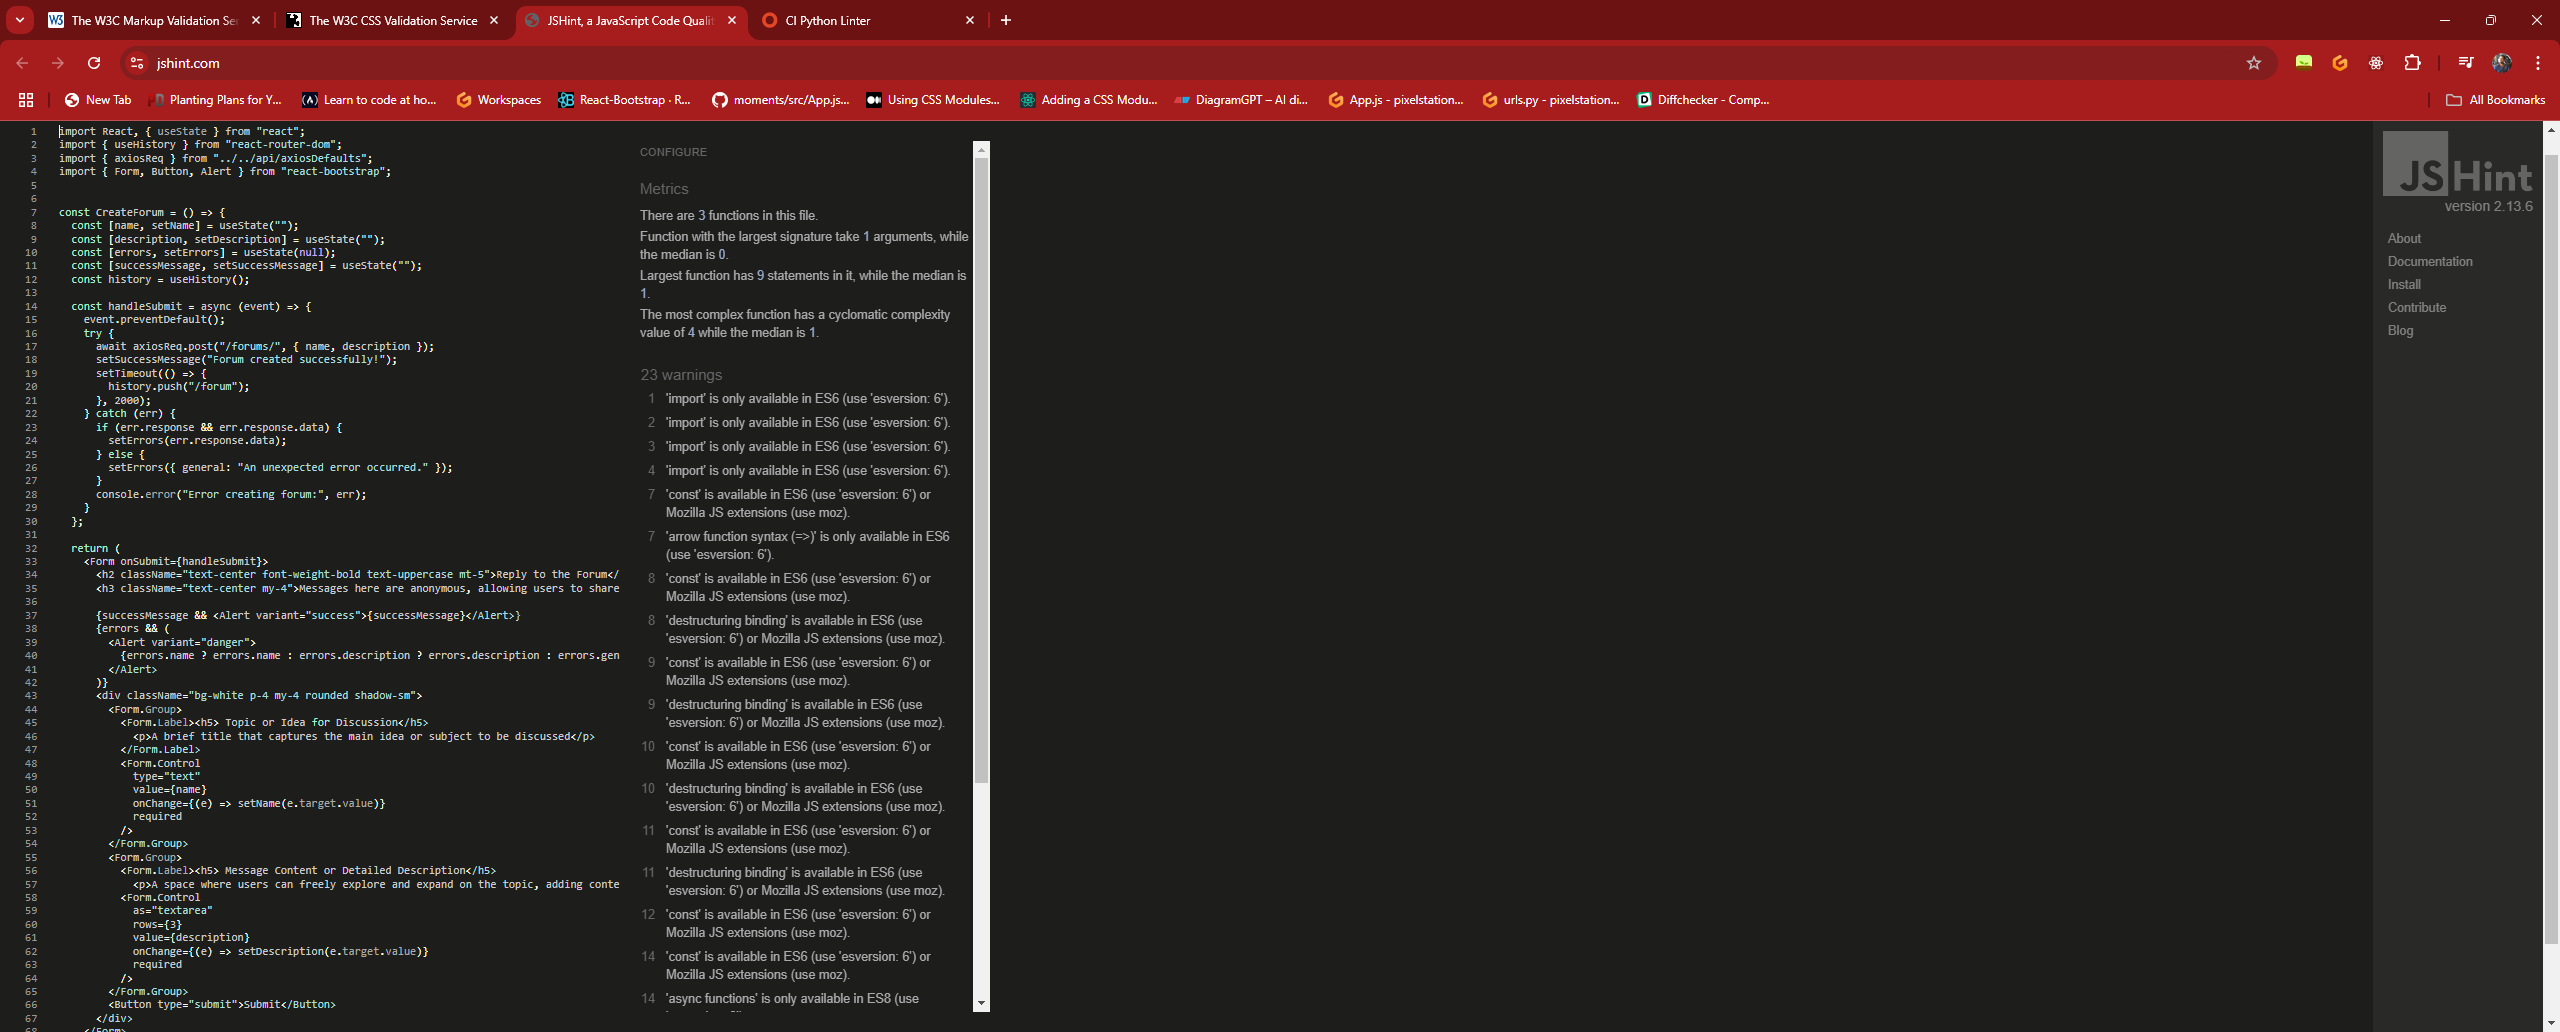 The W3C Markup Validation Se
The W3C CSS Validation Service
JSHint, a JavaScript Code Qualit
CI Python Linter
jshint.com
New Tab
Planting Plans for Y...
Learn to code at ho...
Workspaces
React-Bootstrap · R...
moments/src/App.js...
Using CSS Modules...
Adding a CSS Modu...
DiagramGPT – AI di...
App.js - pixelstation...
urls.py - pixelstation...
Diffchecker - Comp...
All Bookmarks
1 import React, { useState } from "react";
2 import { useHistory } from "react-router-dom";
3 import { axiosReq } from "../../api/axiosDefaults";
4 import { Form, Button, Alert } from "react-bootstrap";
5
6
7 const CreateForum = () => {
8 const [name, setName] = useState("");
9 const [description, setDescription] = useState("");
10 const [errors, setErrors] = useState(null);
11 const [successMessage, setSuccessMessage] = useState("");
12 const history = useHistory();
13
14 const handleSubmit = async (event) => {
15 event.preventDefault();
16 try {
17 await axiosReq.post("/forums/", { name, description });
18 setSuccessMessage("Forum created successfully!");
19 setTimeout(() => {
20 history.push("/forum");
21 }, 2000);
22 } catch (err) {
23 if (err.response && err.response.data) {
24 setErrors(err.response.data);
25 } else {
26 setErrors({ general: "An unexpected error occurred." });
27 }
28 console.error("Error creating forum:", err);
29 }
30 };
31
32 return (
33 <Form onSubmit={handleSubmit}>
34 <h2 className="text-center font-weight-bold text-uppercase mt-5">Reply to the Forum</
35 <h3 className="text-center my-4">Messages here are anonymous, allowing users to share
36
37 {successMessage && <Alert variant="success">{successMessage}</Alert>}
38 {errors && (
39 <Alert variant="danger">
40 {errors.name ? errors.name : errors.description ? errors.description : errors.gen
41 </Alert>
42 )}
43 <div className="bg-white p-4 my-4 rounded shadow-sm">
44 <Form.Group>
45 <Form.Label><h5> Topic or Idea for Discussion</h5>
46 <p>A brief title that captures the main idea or subject to be discussed</p>
47 </Form.Label>
48 <Form.Control
49 type="text"
50 value={name}
51 onChange={(e) => setName(e.target.value)}
52 required
53 />
54 </Form.Group>
55 <Form.Group>
56 <Form.Label><h5> Message Content or Detailed Description</h5>
57 <p>A space where users can freely explore and expand on the topic, adding conte
58 <Form.Control
59 as="textarea"
60 rows={3}
61 value={description}
62 onChange={(e) => setDescription(e.target.value)}
63 required
64 />
65 </Form.Group>
66 <Button type="submit">Submit</Button>
67 </div>
68 </Form>
CONFIGURE
Metrics
There are 3 functions in this file.
Function with the largest signature take 1 arguments, while
the median is 0.
Largest function has 9 statements in it, while the median is
1.
The most complex function has a cyclomatic complexity
value of 4 while the median is 1.
23 warnings
1 'import' is only available in ES6 (use 'esversion: 6').
2 'import' is only available in ES6 (use 'esversion: 6').
3 'import' is only available in ES6 (use 'esversion: 6').
4 'import' is only available in ES6 (use 'esversion: 6').
7 'const' is available in ES6 (use 'esversion: 6') or
Mozilla JS extensions (use moz).
7 'arrow function syntax (=>)' is only available in ES6
(use 'esversion: 6').
8 'const' is available in ES6 (use 'esversion: 6') or
Mozilla JS extensions (use moz).
8 'destructuring binding' is available in ES6 (use
'esversion: 6') or Mozilla JS extensions (use moz).
9 'const' is available in ES6 (use 'esversion: 6') or
Mozilla JS extensions (use moz).
9 'destructuring binding' is available in ES6 (use
'esversion: 6') or Mozilla JS extensions (use moz).
10 'const' is available in ES6 (use 'esversion: 6') or
Mozilla JS extensions (use moz).
10 'destructuring binding' is available in ES6 (use
'esversion: 6') or Mozilla JS extensions (use moz).
11 'const' is available in ES6 (use 'esversion: 6') or
Mozilla JS extensions (use moz).
11 'destructuring binding' is available in ES6 (use
'esversion: 6') or Mozilla JS extensions (use moz).
12 'const' is available in ES6 (use 'esversion: 6') or
Mozilla JS extensions (use moz).
14 'const' is available in ES6 (use 'esversion: 6') or
Mozilla JS extensions (use moz).
14 'async functions' is only available in ES8 (use
JSHint
version 2.13.6
About
Documentation
Install
Contribute
Blog